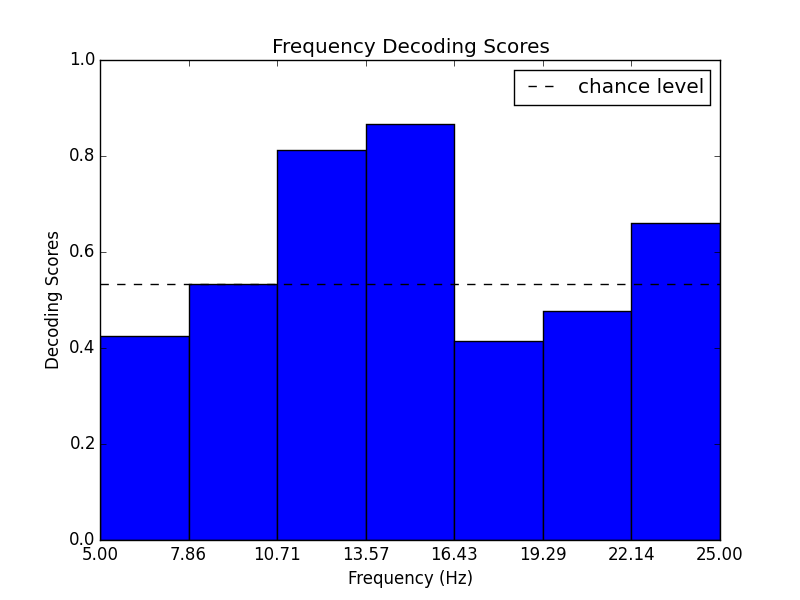 Frequency Decoding Scores
chance level
Decoding Scores
1.0
0.8
0.6
0.4
0.2
0.0
5.00 7.86 10.71 13.57 16.43 19.29 22.14 25.00
Frequency (Hz)